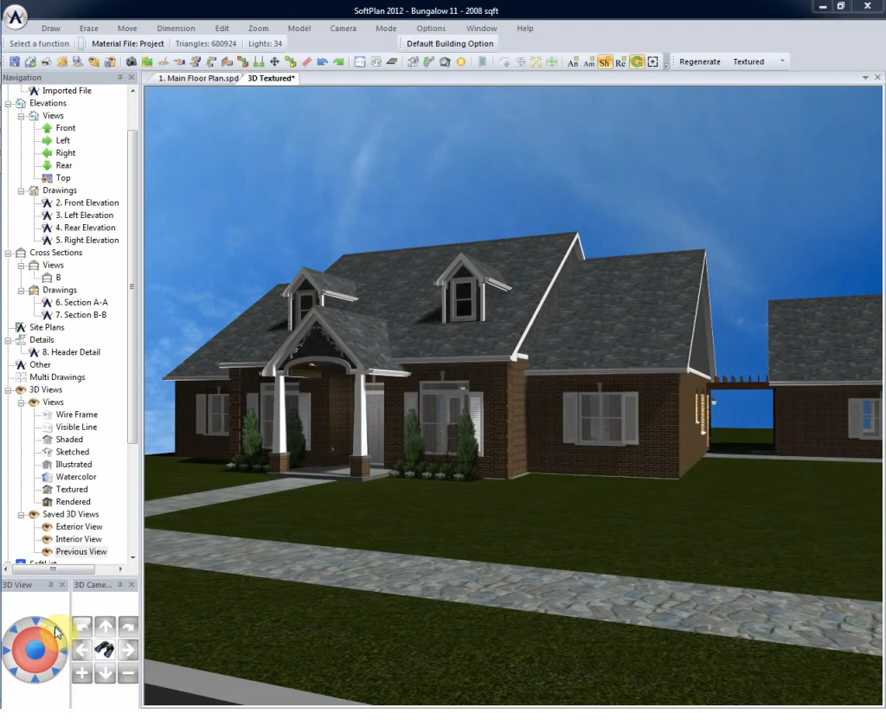 SoftPlan 2012 - Bungalow 11 - 2008 sqft
Draw Erase Move Dimension Edit Zoom Model Camera Mode Options Window Help
Select a function Material File: Project Triangles: 680924 Lights: 34 Default Building Option
An Am Sh Re Regenerate Textured
Navigation
1. Main Floor Plan.spd 3D Textured*
Imported File
Elevations
Views
Front
Left
Right
Rear
Top
Drawings
2. Front Elevation
3. Left Elevation
4. Rear Elevation
5. Right Elevation
Cross Sections
Views
B
Drawings
6. Section A-A
7. Section B-B
Site Plans
Details
8. Header Detail
Other
Multi Drawings
3D Views
Views
Wire Frame
Visible Line
Shaded
Sketched
Illustrated
Watercolor
Textured
Rendered
Saved 3D Views
Exterior View
Interior View
Previous View
3D View 3D Came...